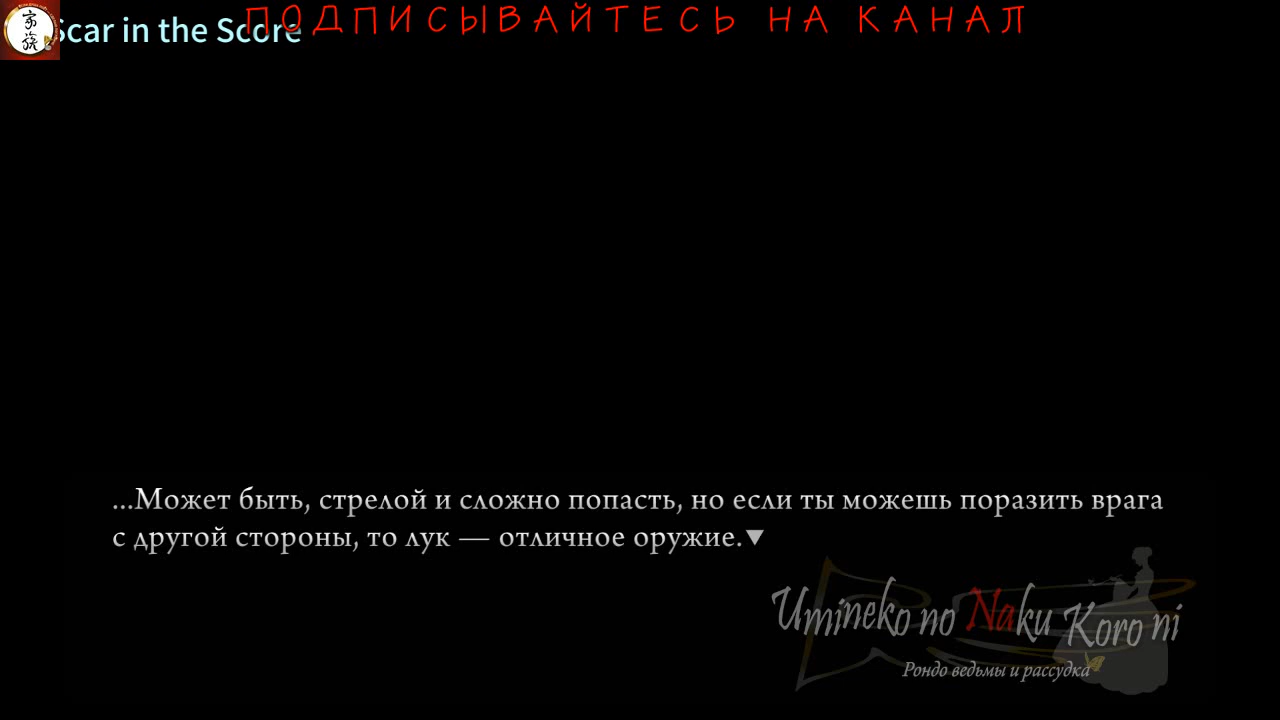 ПОДПИСЫВАЙТЕСЬ НА КАНАЛ
Scar in the Score
...Может быть, стрелой и сложно попасть, но если ты можешь поразить врага
с другой стороны, то лук — отличное оружие.▼
Umineko no Naku Koro ni
Рондо ведьмы и рассудка